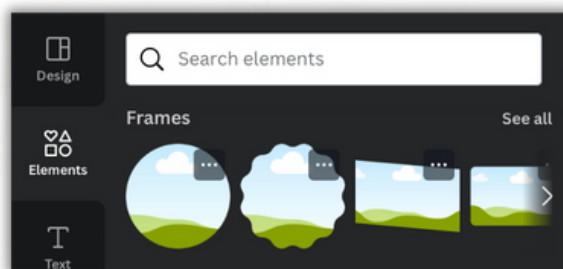 Design
Search elements
Frames
See all
Elements
Text